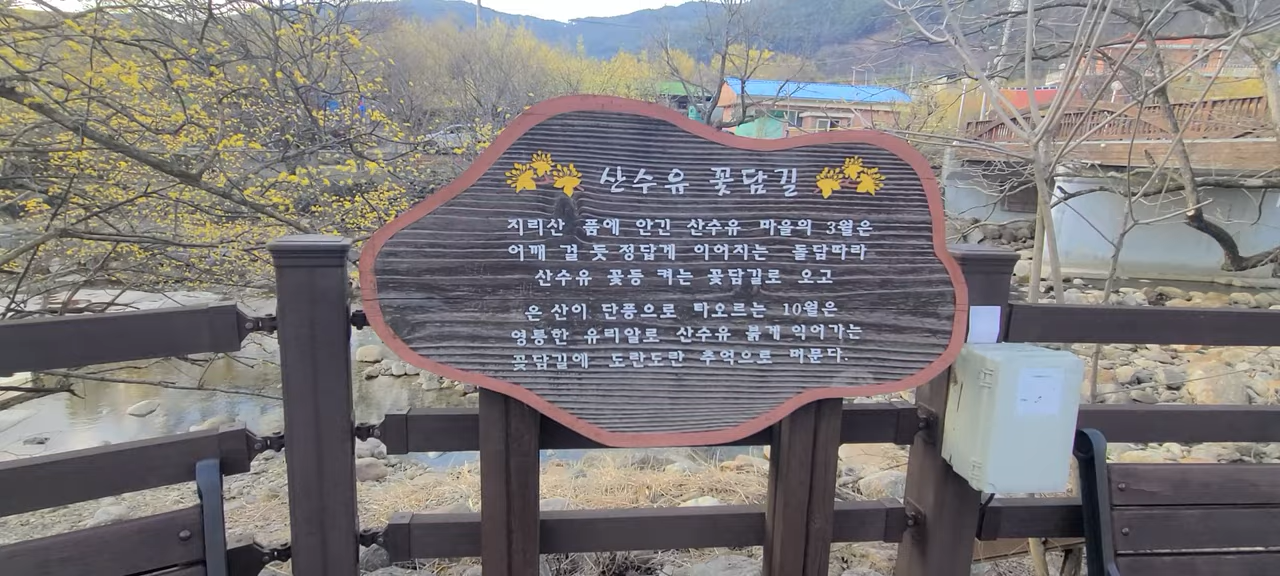 산수유 꽃담길
지리산 품에 안긴 산수유 마을의 3월은
어깨 걸 듯 정답게 이어지는 돌담따라
산수유 꽃등 켜는 꽃담길로 오고
온 산이 단풍으로 타오르는 10월은
영롱한 유리알로 산수유 붉게 익어가는
꽃담길에 도란도란 추억으로 머문다.